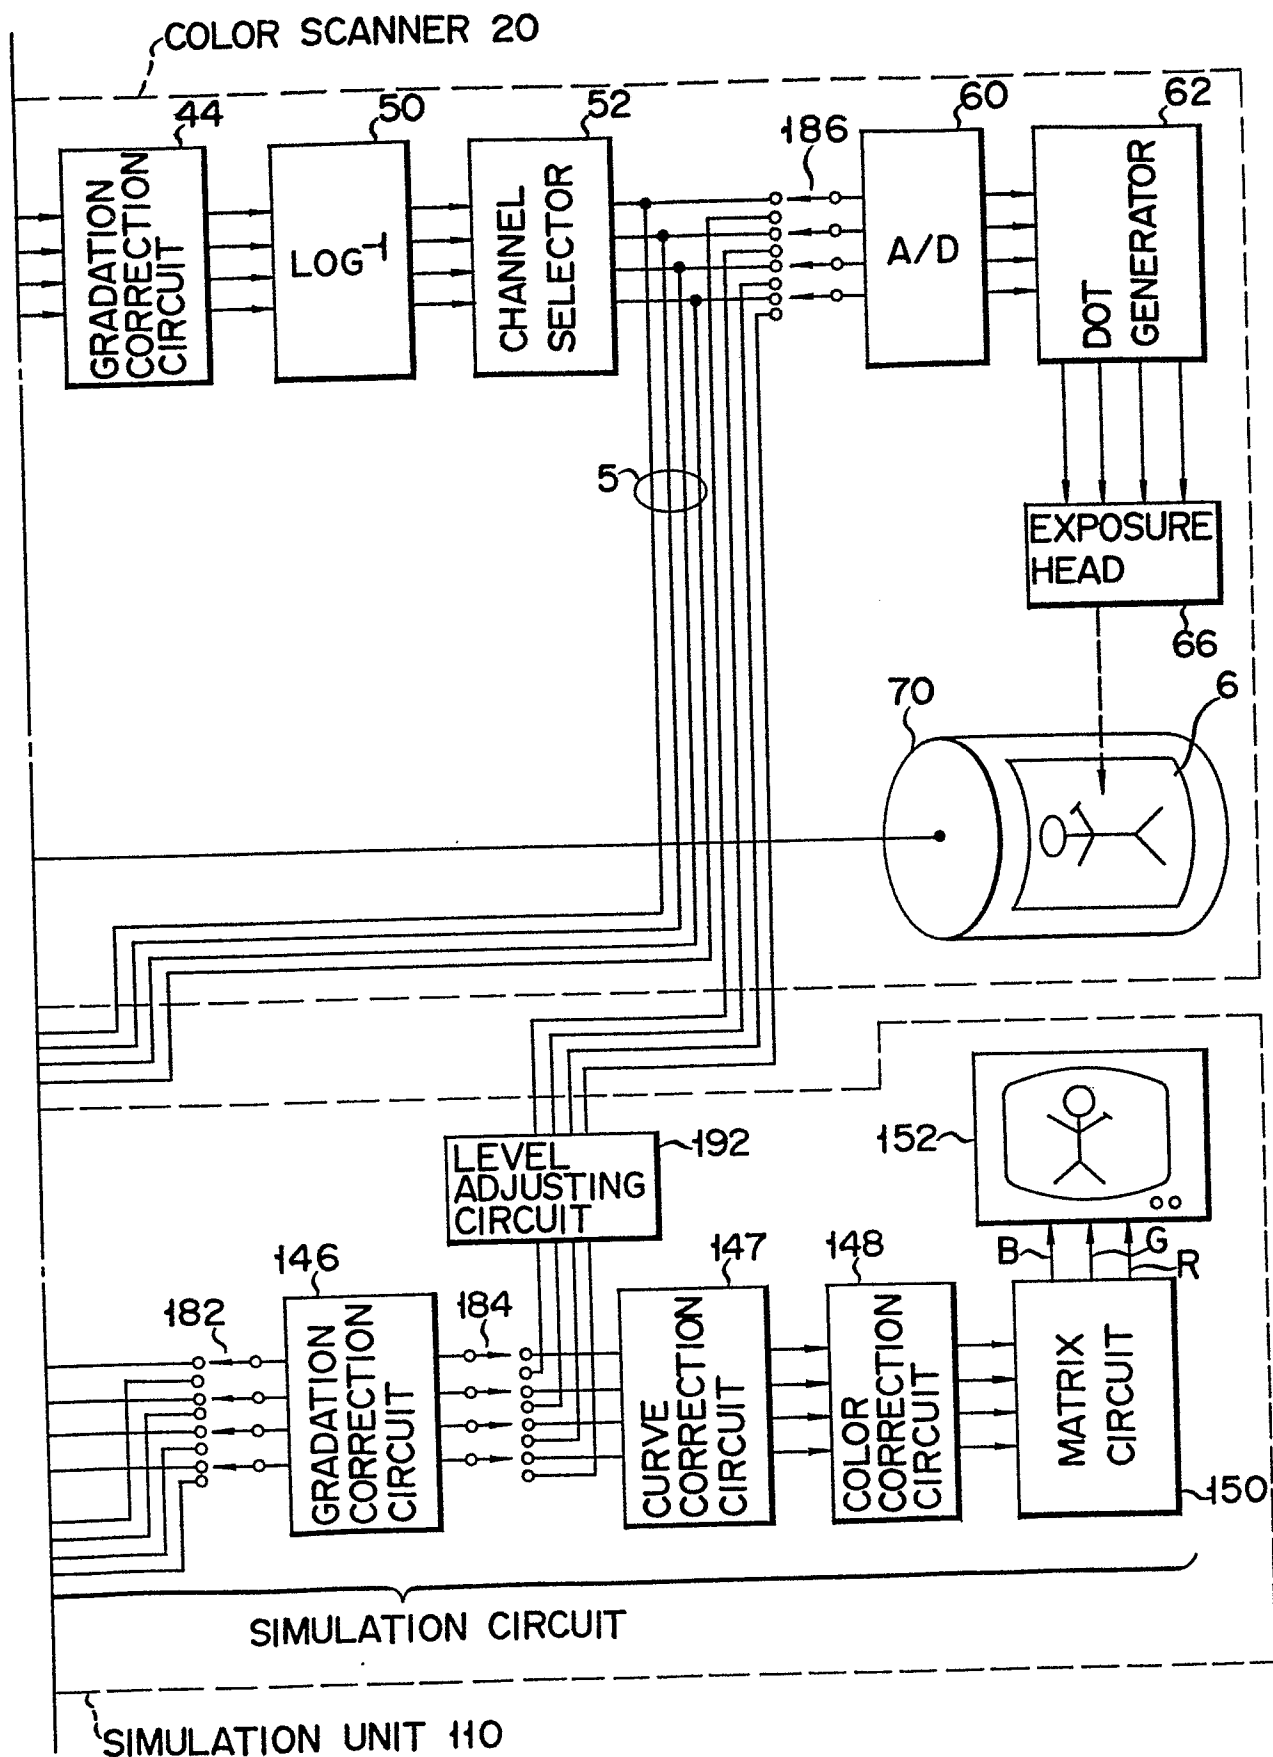 COLOR SCANNER 20
44
50
52
186
60
62
GRADATION
CORRECTION
CIRCUIT
LOG⁻¹
CHANNEL
SELECTOR
A/D
DOT
GENERATOR
5
EXPOSURE
HEAD
66
70
6
152
LEVEL
ADJUSTING
CIRCUIT
192
B
G
R
182
146
184
147
148
GRADATION
CORRECTION
CIRCUIT
CURVE
CORRECTION
CIRCUIT
COLOR
CORRECTION
CIRCUIT
MATRIX
CIRCUIT
150
SIMULATION CIRCUIT
SIMULATION UNIT 110